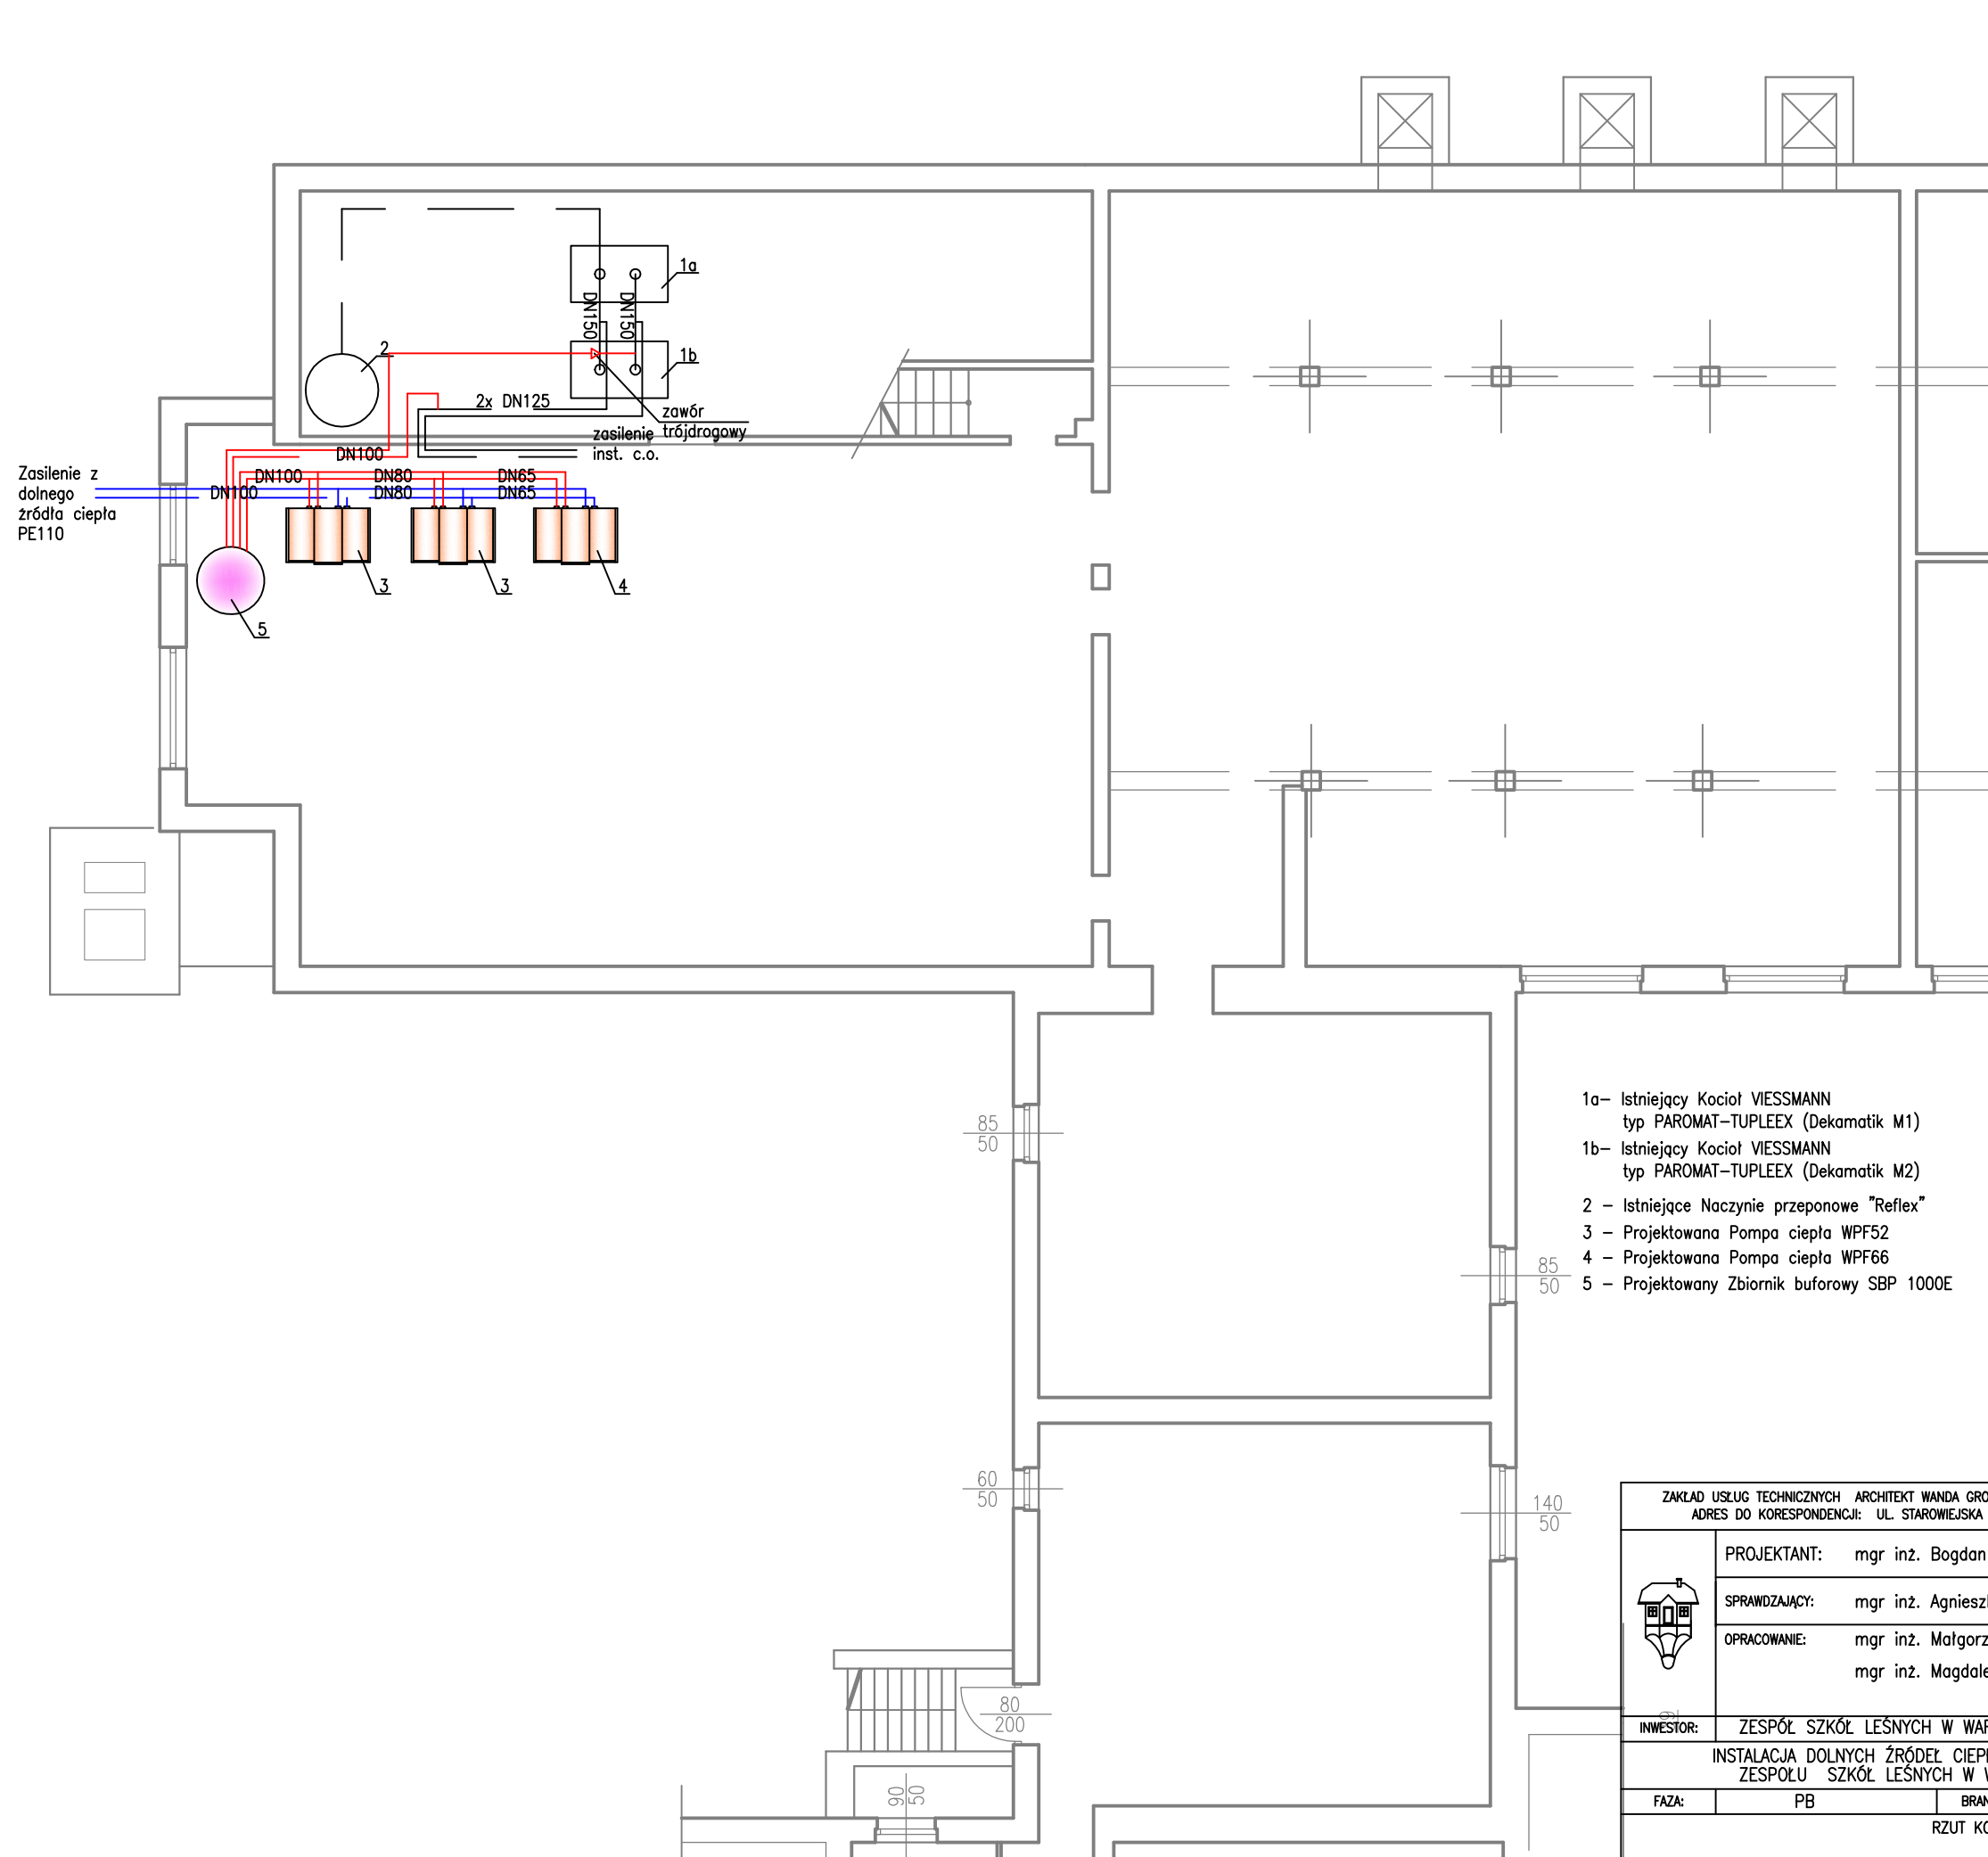 1a
DN150
DN150
2
1b
2x DN125
zawór
trójdrogowy
zasilenie
inst. c.o.
DN100
Zasilenie z
dolnego
źródła ciepła
PE110
DN100
DN80
DN65
DN100
DN80
DN65
3
3
4
5
85
50
1a– Istniejący Kocioł VIESSMANN
typ PAROMAT–TUPLEEX (Dekamatik M1)
1b– Istniejący Kocioł VIESSMANN
typ PAROMAT–TUPLEEX (Dekamatik M2)
2 – Istniejące Naczynie przeponowe "Reflex"
3 – Projektowana Pompa ciepła WPF52
4 – Projektowana Pompa ciepła WPF66
5 – Projektowany Zbiornik buforowy SBP 1000E
85
50
60
50
140
50
80
200
90
50
ZAKŁAD USŁUG TECHNICZNYCH ARCHITEKT WANDA GRO
ADRES DO KORESPONDENCJI: UL. STAROWIEJSKA
PROJEKTANT: mgr inż. Bogdan
SPRAWDZAJĄCY: mgr inż. Agniesz
OPRACOWANIE: mgr inż. Małgorz
mgr inż. Magdale
INWESTOR: ZESPÓŁ SZKÓŁ LEŚNYCH W WAR
INSTALACJA DOLNYCH ŹRÓDEŁ CIEP
ZESPOŁU SZKÓŁ LEŚNYCH W W
FAZA: PB BRAN
RZUT KO